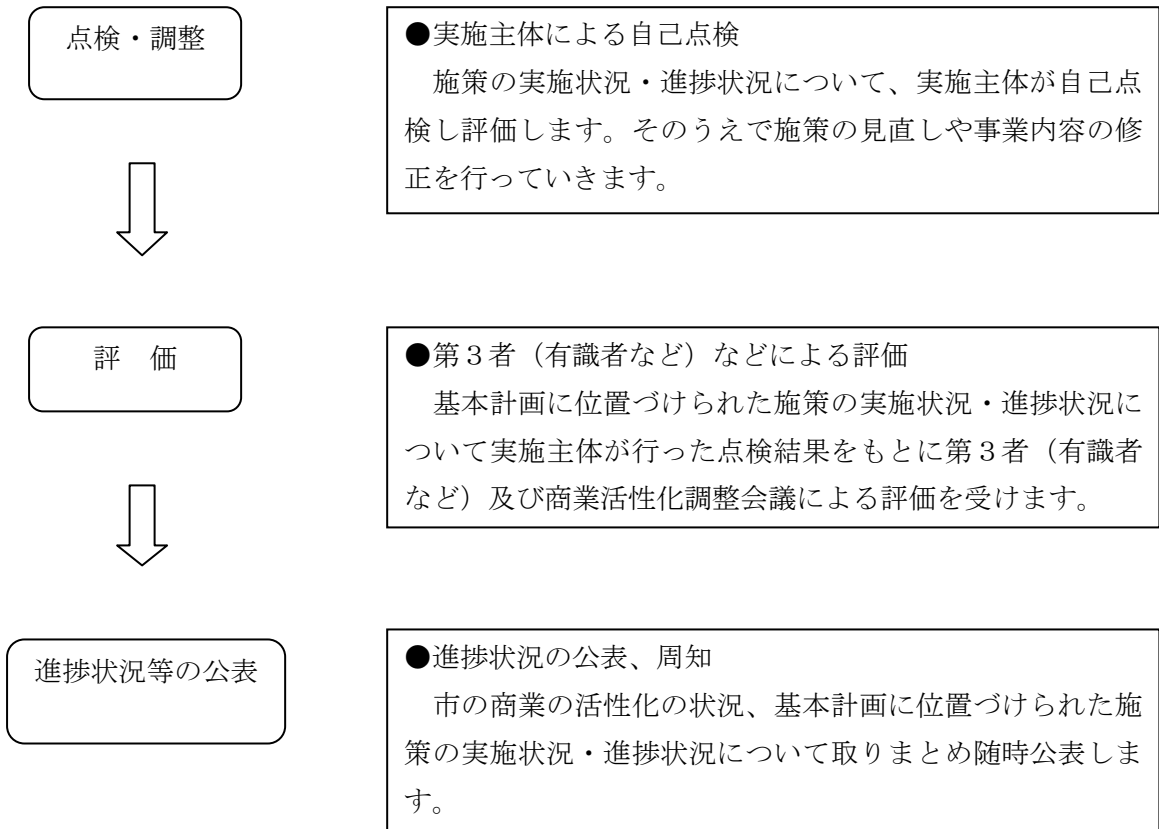 点検・調整
●実施主体による自己点検
　施策の実施状況・進捗状況について、実施主体が自己点
検し評価します。そのうえで施策の見直しや事業内容の修
正を行っていきます。
評　価
●第３者（有識者など）などによる評価
　基本計画に位置づけられた施策の実施状況・進捗状況に
ついて実施主体が行った点検結果をもとに第３者（有識者
など）及び商業活性化調整会議による評価を受けます。
進捗状況等の公表
●進捗状況の公表、周知
　市の商業の活性化の状況、基本計画に位置づけられた施
策の実施状況・進捗状況について取りまとめ随時公表しま
す。